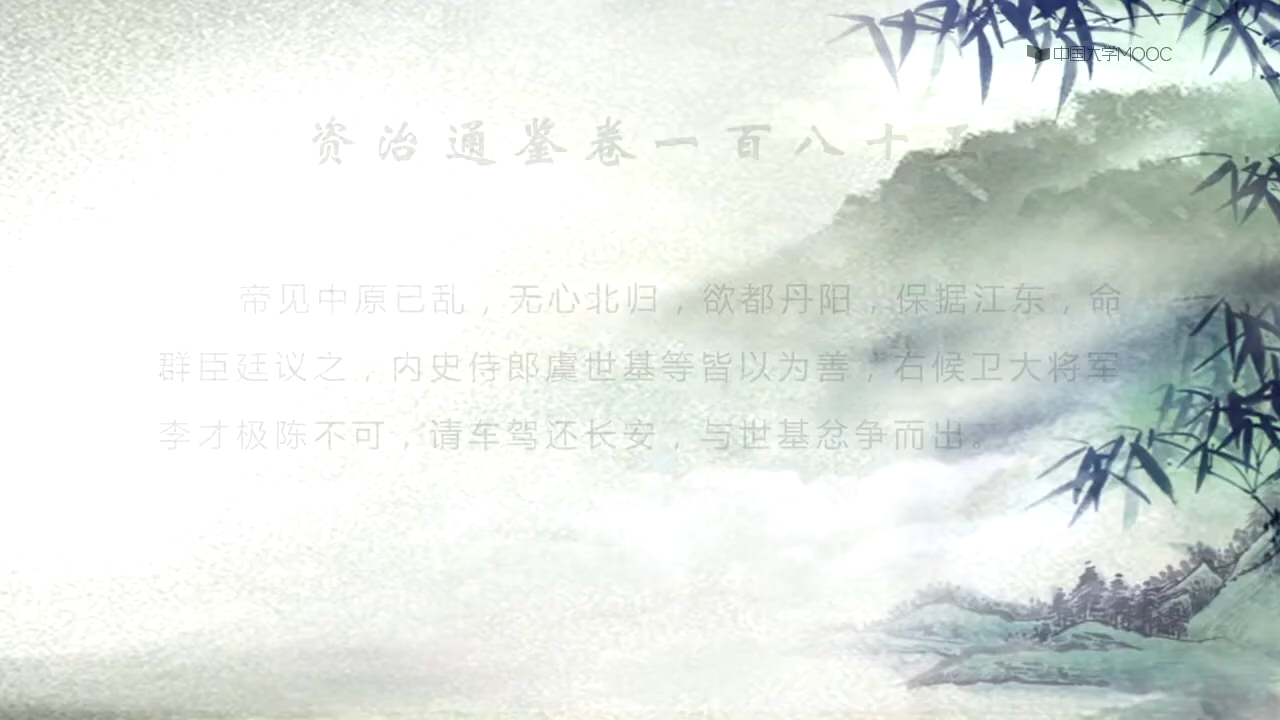 中国大学MOOC
资治通鉴卷一百八十五
帝见中原已乱，无心北归，欲都丹阳，保据江东，命
群臣廷议之，内史侍郎虞世基等皆以为善；右候卫大将军
李才极陈不可，请车驾还长安，与世基忿争而出。